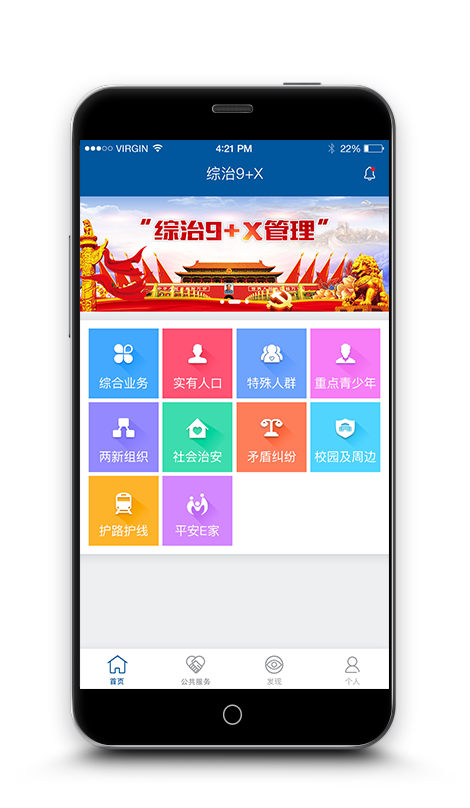 VIRGIN 4:21 PM 22%
综治9+X
"综治9+X管理"
综合业务 实有人口 特殊人群 重点青少年
两新组织 社会治安 矛盾纠纷 校园及周边
护路护线 平安E家
首页 公共服务 发现 个人